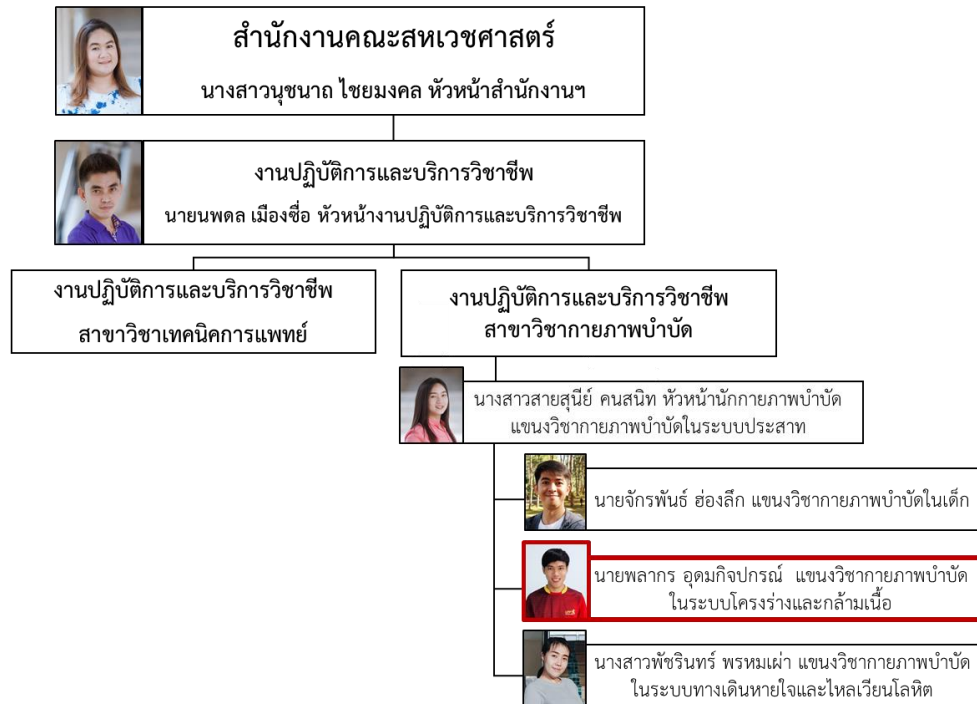 สำนักงานคณะสหเวชศาสตร์
นางสาวนุชนาถ ไชยมงคล หัวหน้าสำนักงานฯ
งานปฏิบัติการและบริการวิชาชีพ
นายนพดล เมืองซื่อ หัวหน้างานปฏิบัติการและบริการวิชาชีพ
งานปฏิบัติการและบริการวิชาชีพ
สาขาวิชาเทคนิคการแพทย์
งานปฏิบัติการและบริการวิชาชีพ
สาขาวิชากายภาพบำบัด
นางสาวสายสุนีย์ คนสนิท หัวหน้านักกายภาพบำบัด
แขนงวิชากายภาพบำบัดในระบบประสาท
นายจักรพันธ์ ฮ่องลึก แขนงวิชากายภาพบำบัดในเด็ก
นายพลากร อุดมกิจปกรณ์ แขนงวิชากายภาพบำบัด
ในระบบโครงร่างและกล้ามเนื้อ
นางสาวพัชรินทร์ พรหมเผ่า แขนงวิชากายภาพบำบัด
ในระบบทางเดินหายใจและไหลเวียนโลหิต